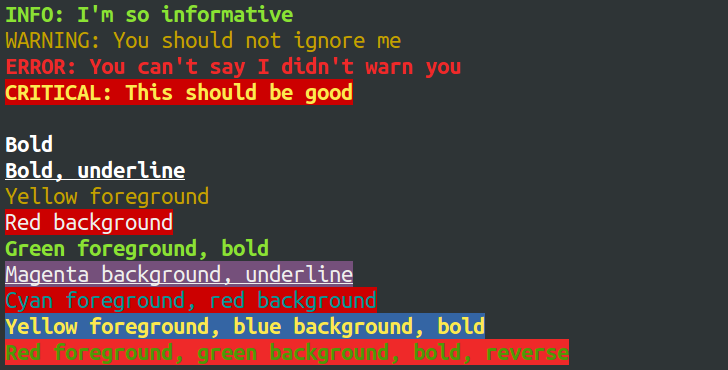 INFO: I'm so informative
WARNING: You should not ignore me
ERROR: You can't say I didn't warn you
CRITICAL: This should be good
Bold
Bold, underline
Yellow foreground
Red background
Green foreground, bold
Magenta background, underline
Cyan foreground, red background
Yellow foreground, blue background, bold
Red foreground, green background, bold, reverse